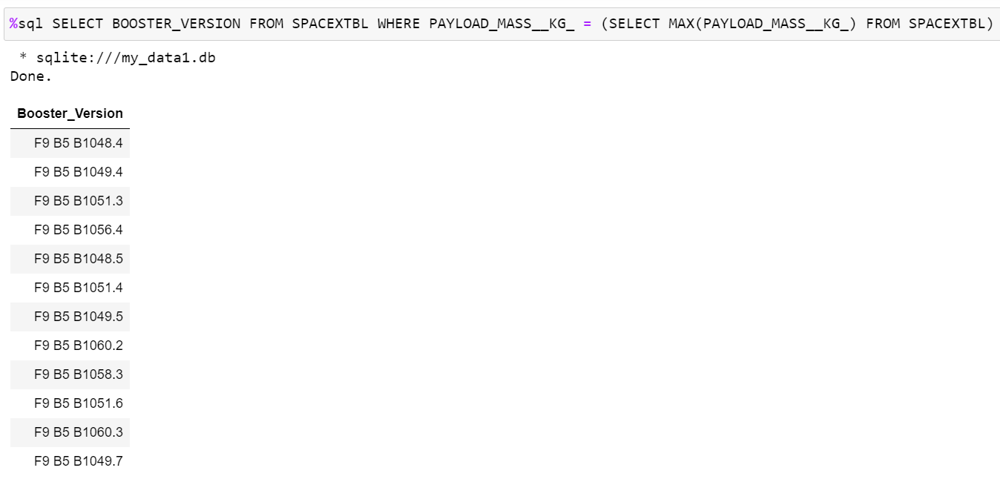 %sql SELECT BOOSTER_VERSION FROM SPACEXTBL WHERE PAYLOAD_MASS__KG_ = (SELECT MAX(PAYLOAD_MASS__KG_) FROM SPACEXTBL)
* sqlite:///my_data1.db
Done.
Booster_Version
F9 B5 B1048.4
F9 B5 B1049.4
F9 B5 B1051.3
F9 B5 B1056.4
F9 B5 B1048.5
F9 B5 B1051.4
F9 B5 B1049.5
F9 B5 B1060.2
F9 B5 B1058.3
F9 B5 B1051.6
F9 B5 B1060.3
F9 B5 B1049.7